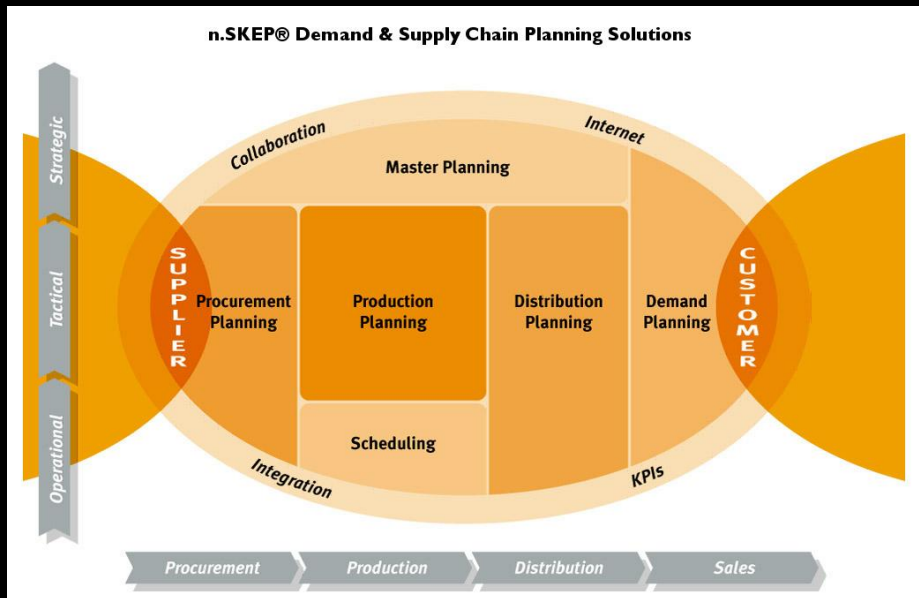 n.SKEP® Demand & Supply Chain Planning Solutions
Strategic
Tactical
Operational
Collaboration
Internet
Master Planning
SUPPLIER
Procurement
Planning
Production
Planning
Distribution
Planning
Demand
Planning
CUSTOMER
Scheduling
Integration
KPIs
Procurement
Production
Distribution
Sales